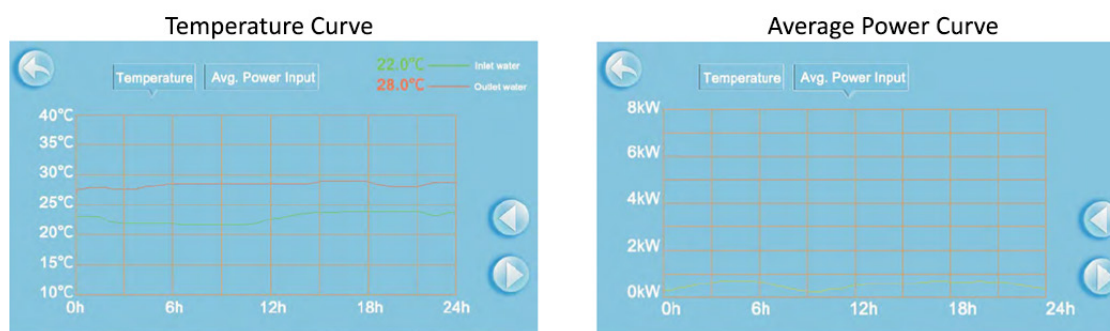 Temperature Curve
Temperature
Avg. Power Input
22.0°C
Inlet water
28.0°C
Outlet water
40°C
35°C
30°C
25°C
20°C
15°C
10°C
0h
6h
12h
18h
24h
Average Power Curve
Temperature
Avg. Power Input
8kW
6kW
4kW
2kW
0kW
0h
6h
12h
18h
24h